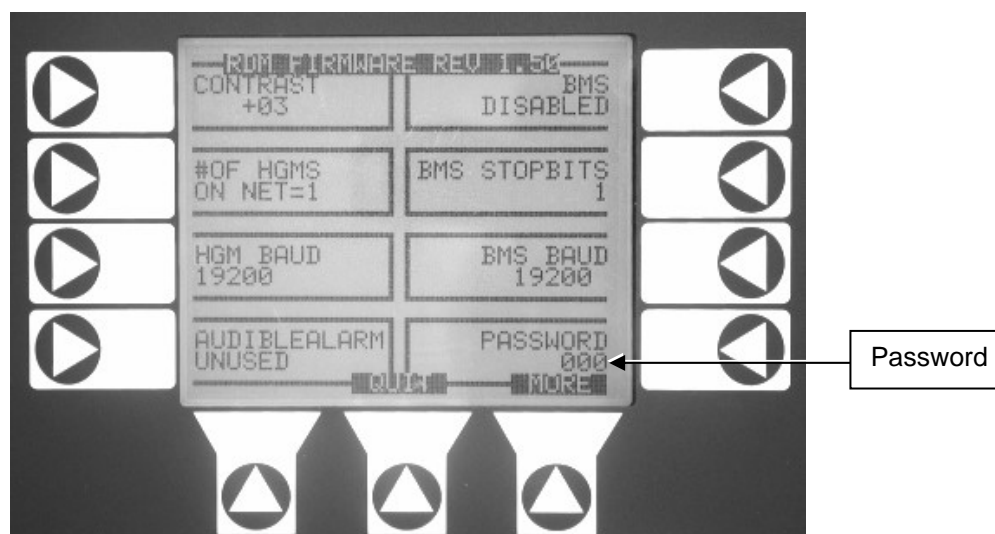 RDM FIRMWARE REV 1.50
CONTRAST
+03
BMS
DISABLED
#OF HGMS
ON NET=1
BMS STOPBITS
1
HGM BAUD
19200
BMS BAUD
19200
AUDIBLEALARM
UNUSED
PASSWORD
000
QUIT
MORE
Password